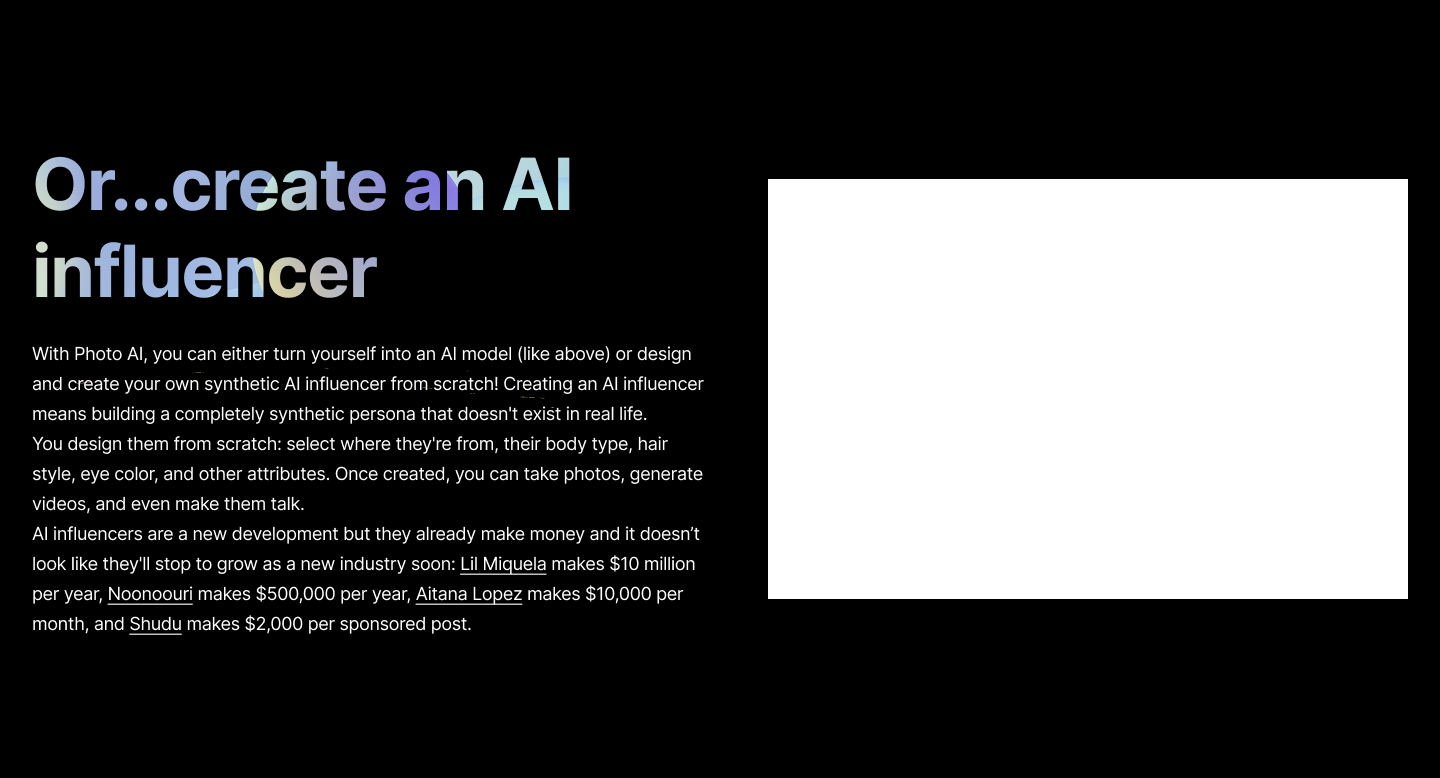 Or...create an AI
influencer
With Photo AI, you can either turn yourself into an AI model (like above) or design
and create your own synthetic AI influencer from scratch! Creating an AI influencer
means building a completely synthetic persona that doesn't exist in real life.
You design them from scratch: select where they're from, their body type, hair
style, eye color, and other attributes. Once created, you can take photos, generate
videos, and even make them talk.
AI influencers are a new development but they already make money and it doesn’t
look like they'll stop to grow as a new industry soon: Lil Miquela makes $10 million
per year, Noonoouri makes $500,000 per year, Aitana Lopez makes $10,000 per
month, and Shudu makes $2,000 per sponsored post.